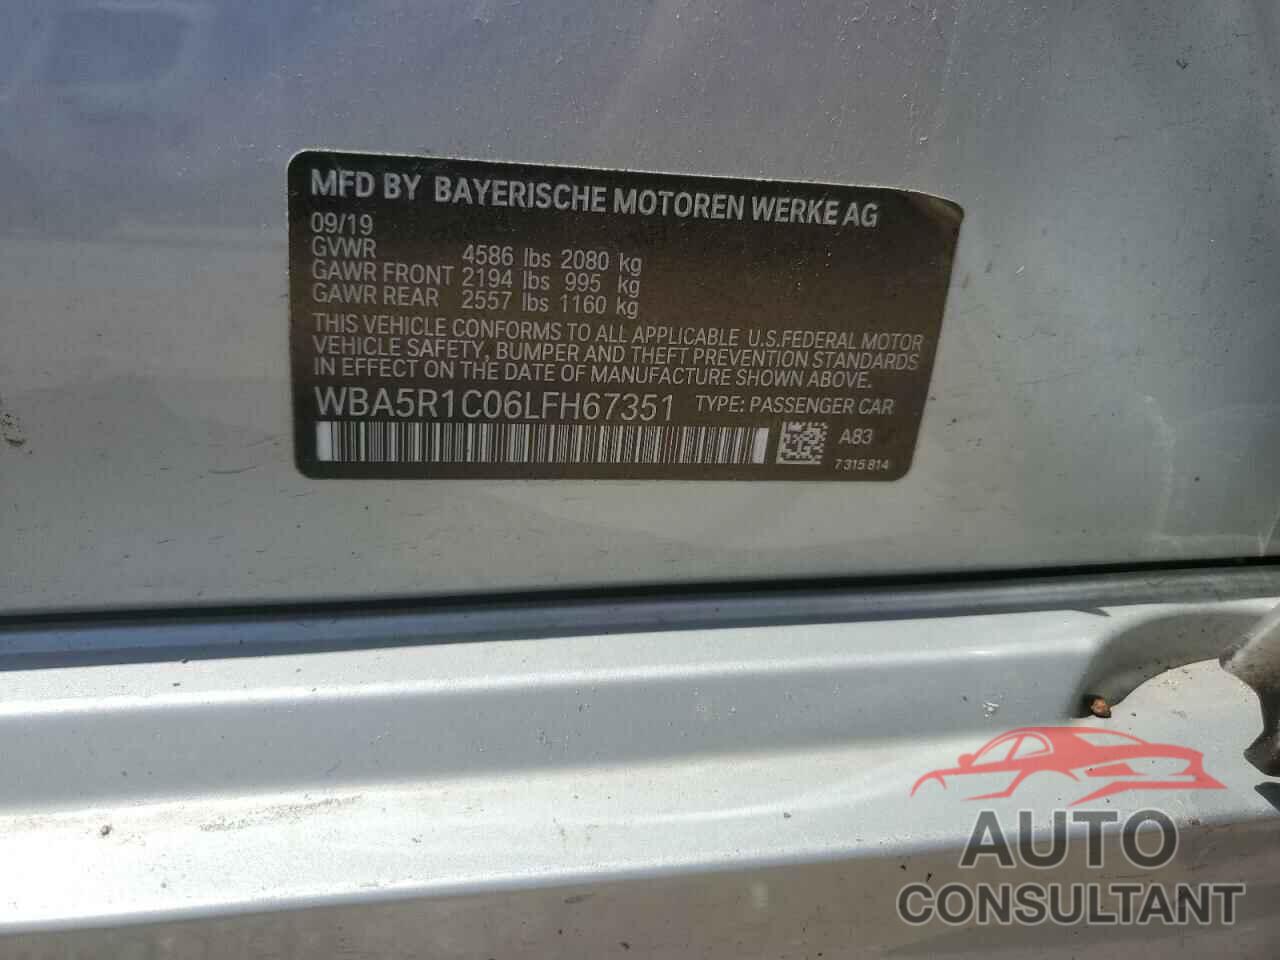 MFD BY BAYERISCHE MOTOREN WERKE AG
09/19
GVWR 4586 lbs 2080 kg
GAWR FRONT 2194 lbs 995 kg
GAWR REAR 2557 lbs 1160 kg
THIS VEHICLE CONFORMS TO ALL APPLICABLE U.S.FEDERAL MOTOR
VEHICLE SAFETY, BUMPER AND THEFT PREVENTION STANDARDS
IN EFFECT ON THE DATE OF MANUFACTURE SHOWN ABOVE.
WBA5R1C06LFH67351 TYPE: PASSENGER CAR
A83
7 315 814
AUTO
CONSULTANT